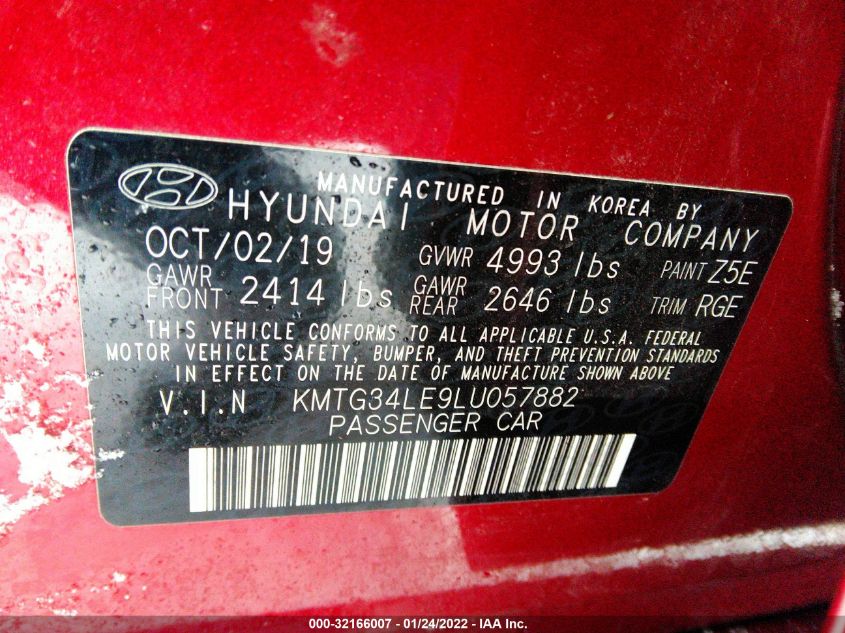 MANUFACTURED IN KOREA BY
HYUNDAI MOTOR COMPANY
OCT/02/19 GVWR 4993 lbs PAINT Z5E
GAWR FRONT 2414 lbs GAWR REAR 2646 lbs TRIM RGE
THIS VEHICLE CONFORMS TO ALL APPLICABLE U.S.A. FEDERAL
MOTOR VEHICLE SAFETY, BUMPER, AND THEFT PREVENTION STANDARDS
IN EFFECT ON THE DATE OF MANUFACTURE SHOWN ABOVE
V.I.N KMTG34LE9LU057882
PASSENGER CAR
000-32166007 - 01/24/2022 - IAA Inc.